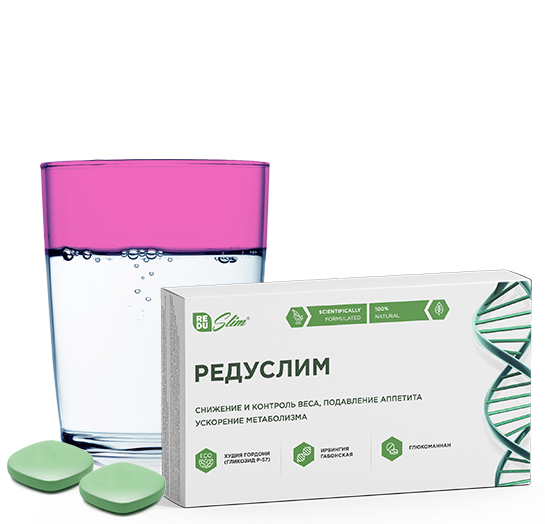 RE
DU
Slim®
SCIENTIFICALLY
FORMULATED
100%
NATURAL
РЕДУСЛИМ
СНИЖЕНИЕ И КОНТРОЛЬ ВЕСА, ПОДАВЛЕНИЕ АППЕТИТА
УСКОРЕНИЕ МЕТАБОЛИЗМА
ECO
ХУДИЯ ГОРДОНИ
(ГЛИКОЗИД P-57)
ИРВИНГИЯ
ГАБОНСКАЯ
ГЛЮКОМАННАН